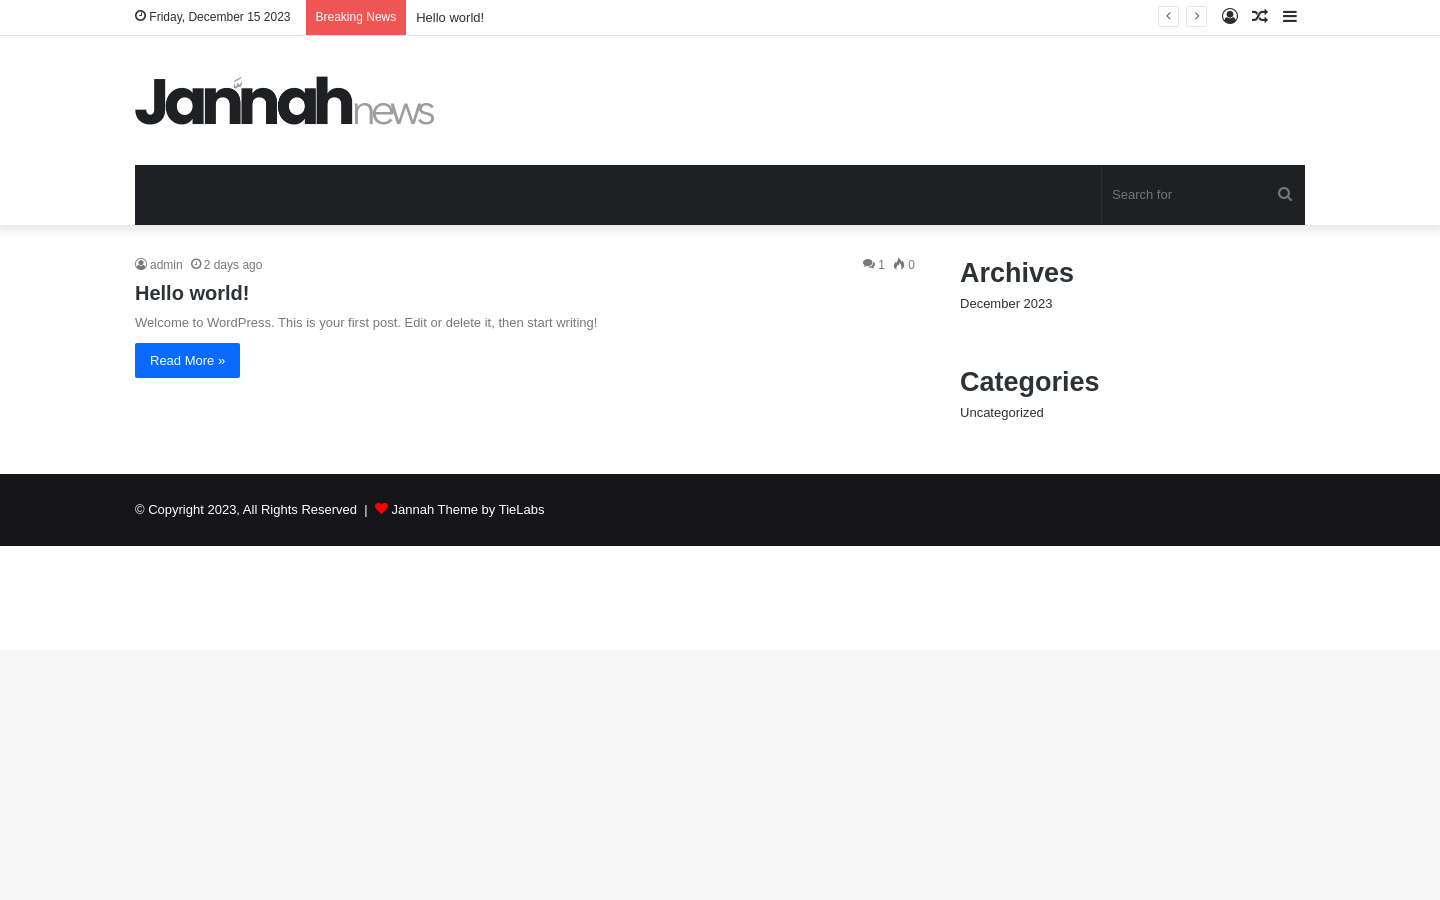 Friday, December 15 2023
Breaking News
Hello world!
Jannah news
Search for
admin 2 days ago 1 0
Hello world!
Welcome to WordPress. This is your first post. Edit or delete it, then start writing!
Read More »
Archives
December 2023
Categories
Uncategorized
© Copyright 2023, All Rights Reserved | Jannah Theme by TieLabs